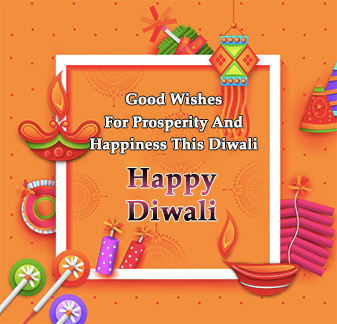 Good Wishes
For Prosperity And
Happiness This Diwali
Happy
Diwali